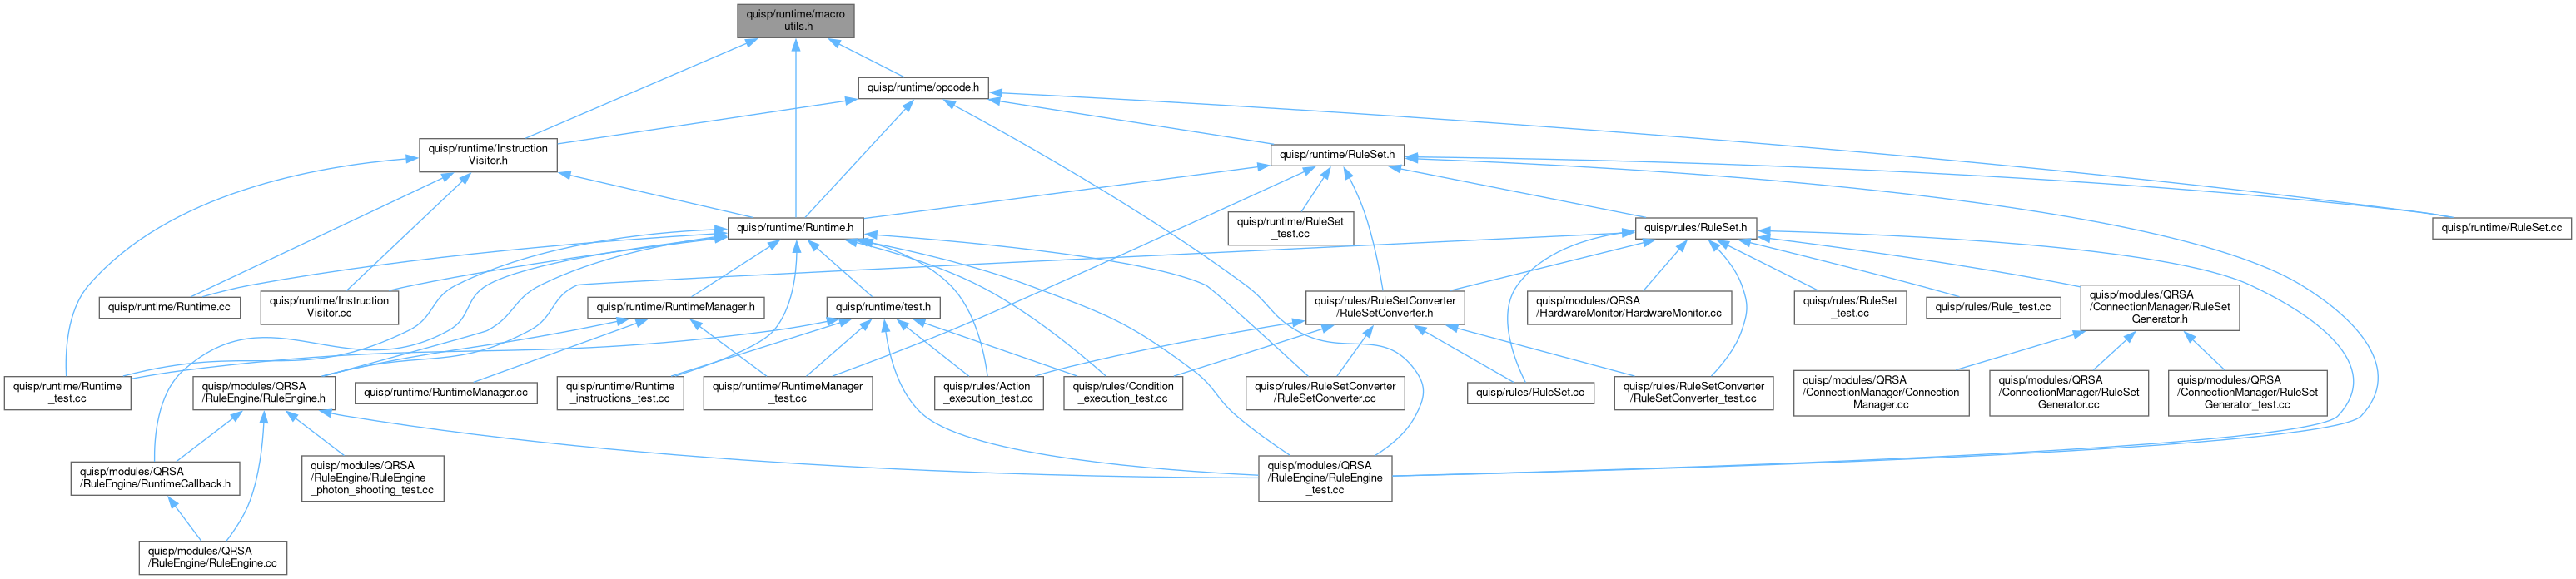 quisp/runtime/macro
_utils.h
quisp/runtime/opcode.h
quisp/runtime/Instruction
Visitor.h
quisp/runtime/RuleSet.h
quisp/runtime/Runtime.h
quisp/runtime/RuleSet
_test.cc
quisp/rules/RuleSet.h
quisp/runtime/RuleSet.cc
quisp/runtime/Runtime.cc
quisp/runtime/Instruction
Visitor.cc
quisp/runtime/RuntimeManager.h
quisp/runtime/test.h
quisp/rules/RuleSetConverter
/RuleSetConverter.h
quisp/modules/QRSA
/HardwareMonitor/HardwareMonitor.cc
quisp/rules/RuleSet
_test.cc
quisp/rules/Rule_test.cc
quisp/modules/QRSA
/ConnectionManager/RuleSet
Generator.h
quisp/runtime/Runtime
_test.cc
quisp/modules/QRSA
/RuleEngine/RuleEngine.h
quisp/runtime/RuntimeManager.cc
quisp/runtime/Runtime
_instructions_test.cc
quisp/runtime/RuntimeManager
_test.cc
quisp/rules/Action
_execution_test.cc
quisp/rules/Condition
_execution_test.cc
quisp/rules/RuleSetConverter
/RuleSetConverter.cc
quisp/rules/RuleSet.cc
quisp/rules/RuleSetConverter
/RuleSetConverter_test.cc
quisp/modules/QRSA
/ConnectionManager/Connection
Manager.cc
quisp/modules/QRSA
/ConnectionManager/RuleSet
Generator.cc
quisp/modules/QRSA
/ConnectionManager/RuleSet
Generator_test.cc
quisp/modules/QRSA
/RuleEngine/RuntimeCallback.h
quisp/modules/QRSA
/RuleEngine/RuleEngine
_photon_shooting_test.cc
quisp/modules/QRSA
/RuleEngine/RuleEngine
_test.cc
quisp/modules/QRSA
/RuleEngine/RuleEngine.cc